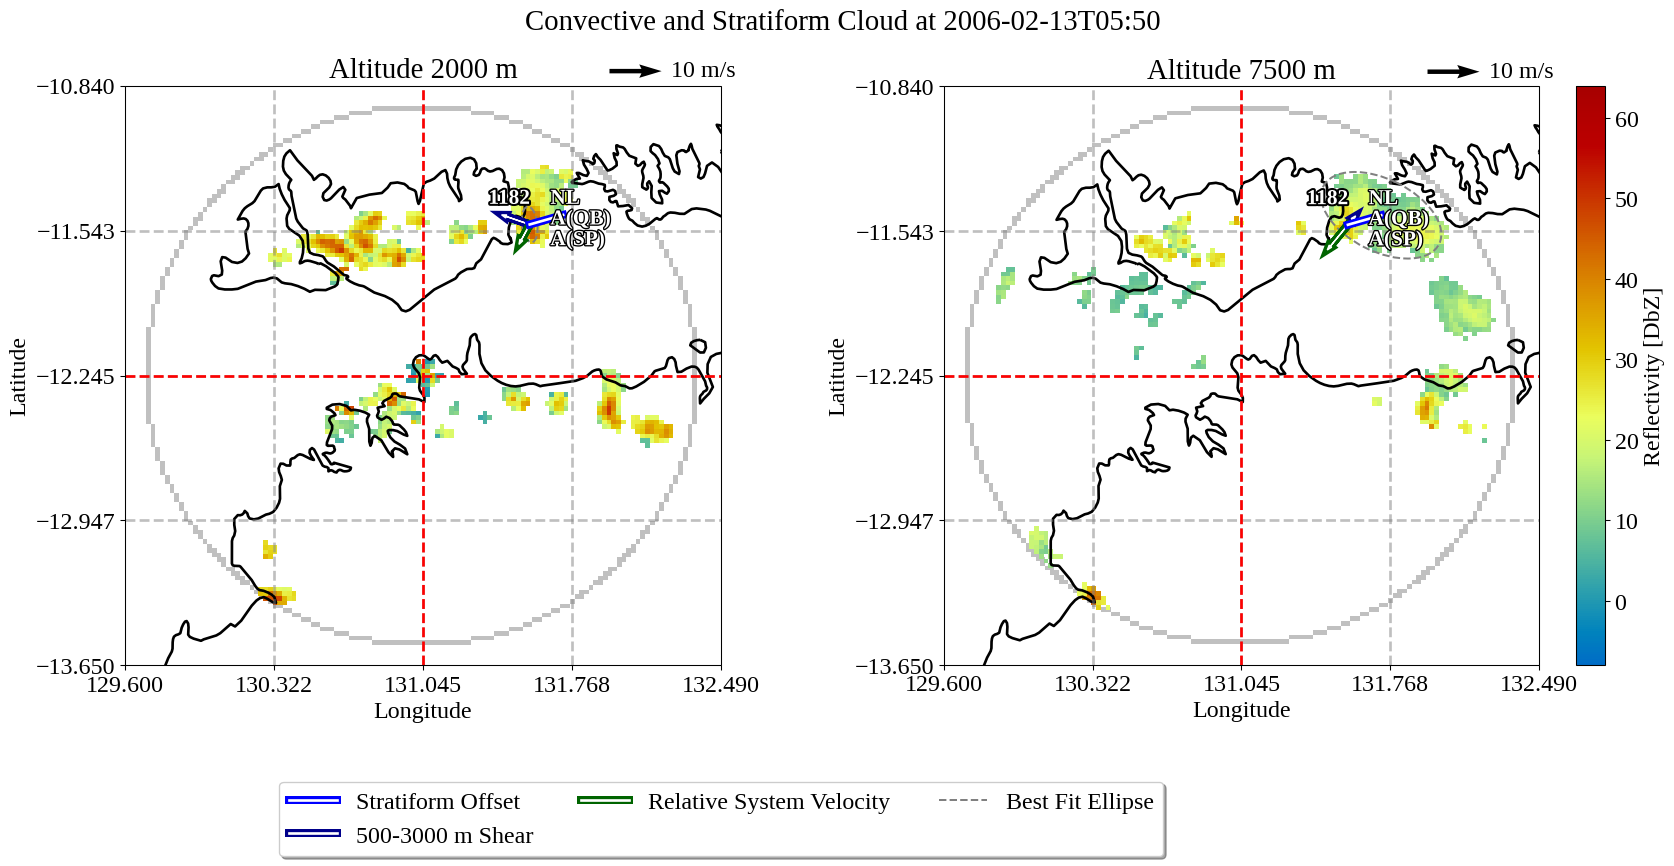 Convective and Stratiform Cloud at 2006-02-13T05:50
Altitude 2000 m
10 m/s
−10.840
−11.543
−12.245
−12.947
−13.650
129.600
130.322
131.045
131.768
132.490
Latitude
Longitude
1182
NL
A(QB)
A(SP)
Altitude 7500 m
10 m/s
−10.840
−11.543
−12.245
−12.947
−13.650
129.600
130.322
131.045
131.768
132.490
Latitude
Longitude
1182
NL
A(QB)
A(SP)
60
50
40
30
20
10
0
Reflectivity [DbZ]
Stratiform Offset
500-3000 m Shear
Relative System Velocity
Best Fit Ellipse